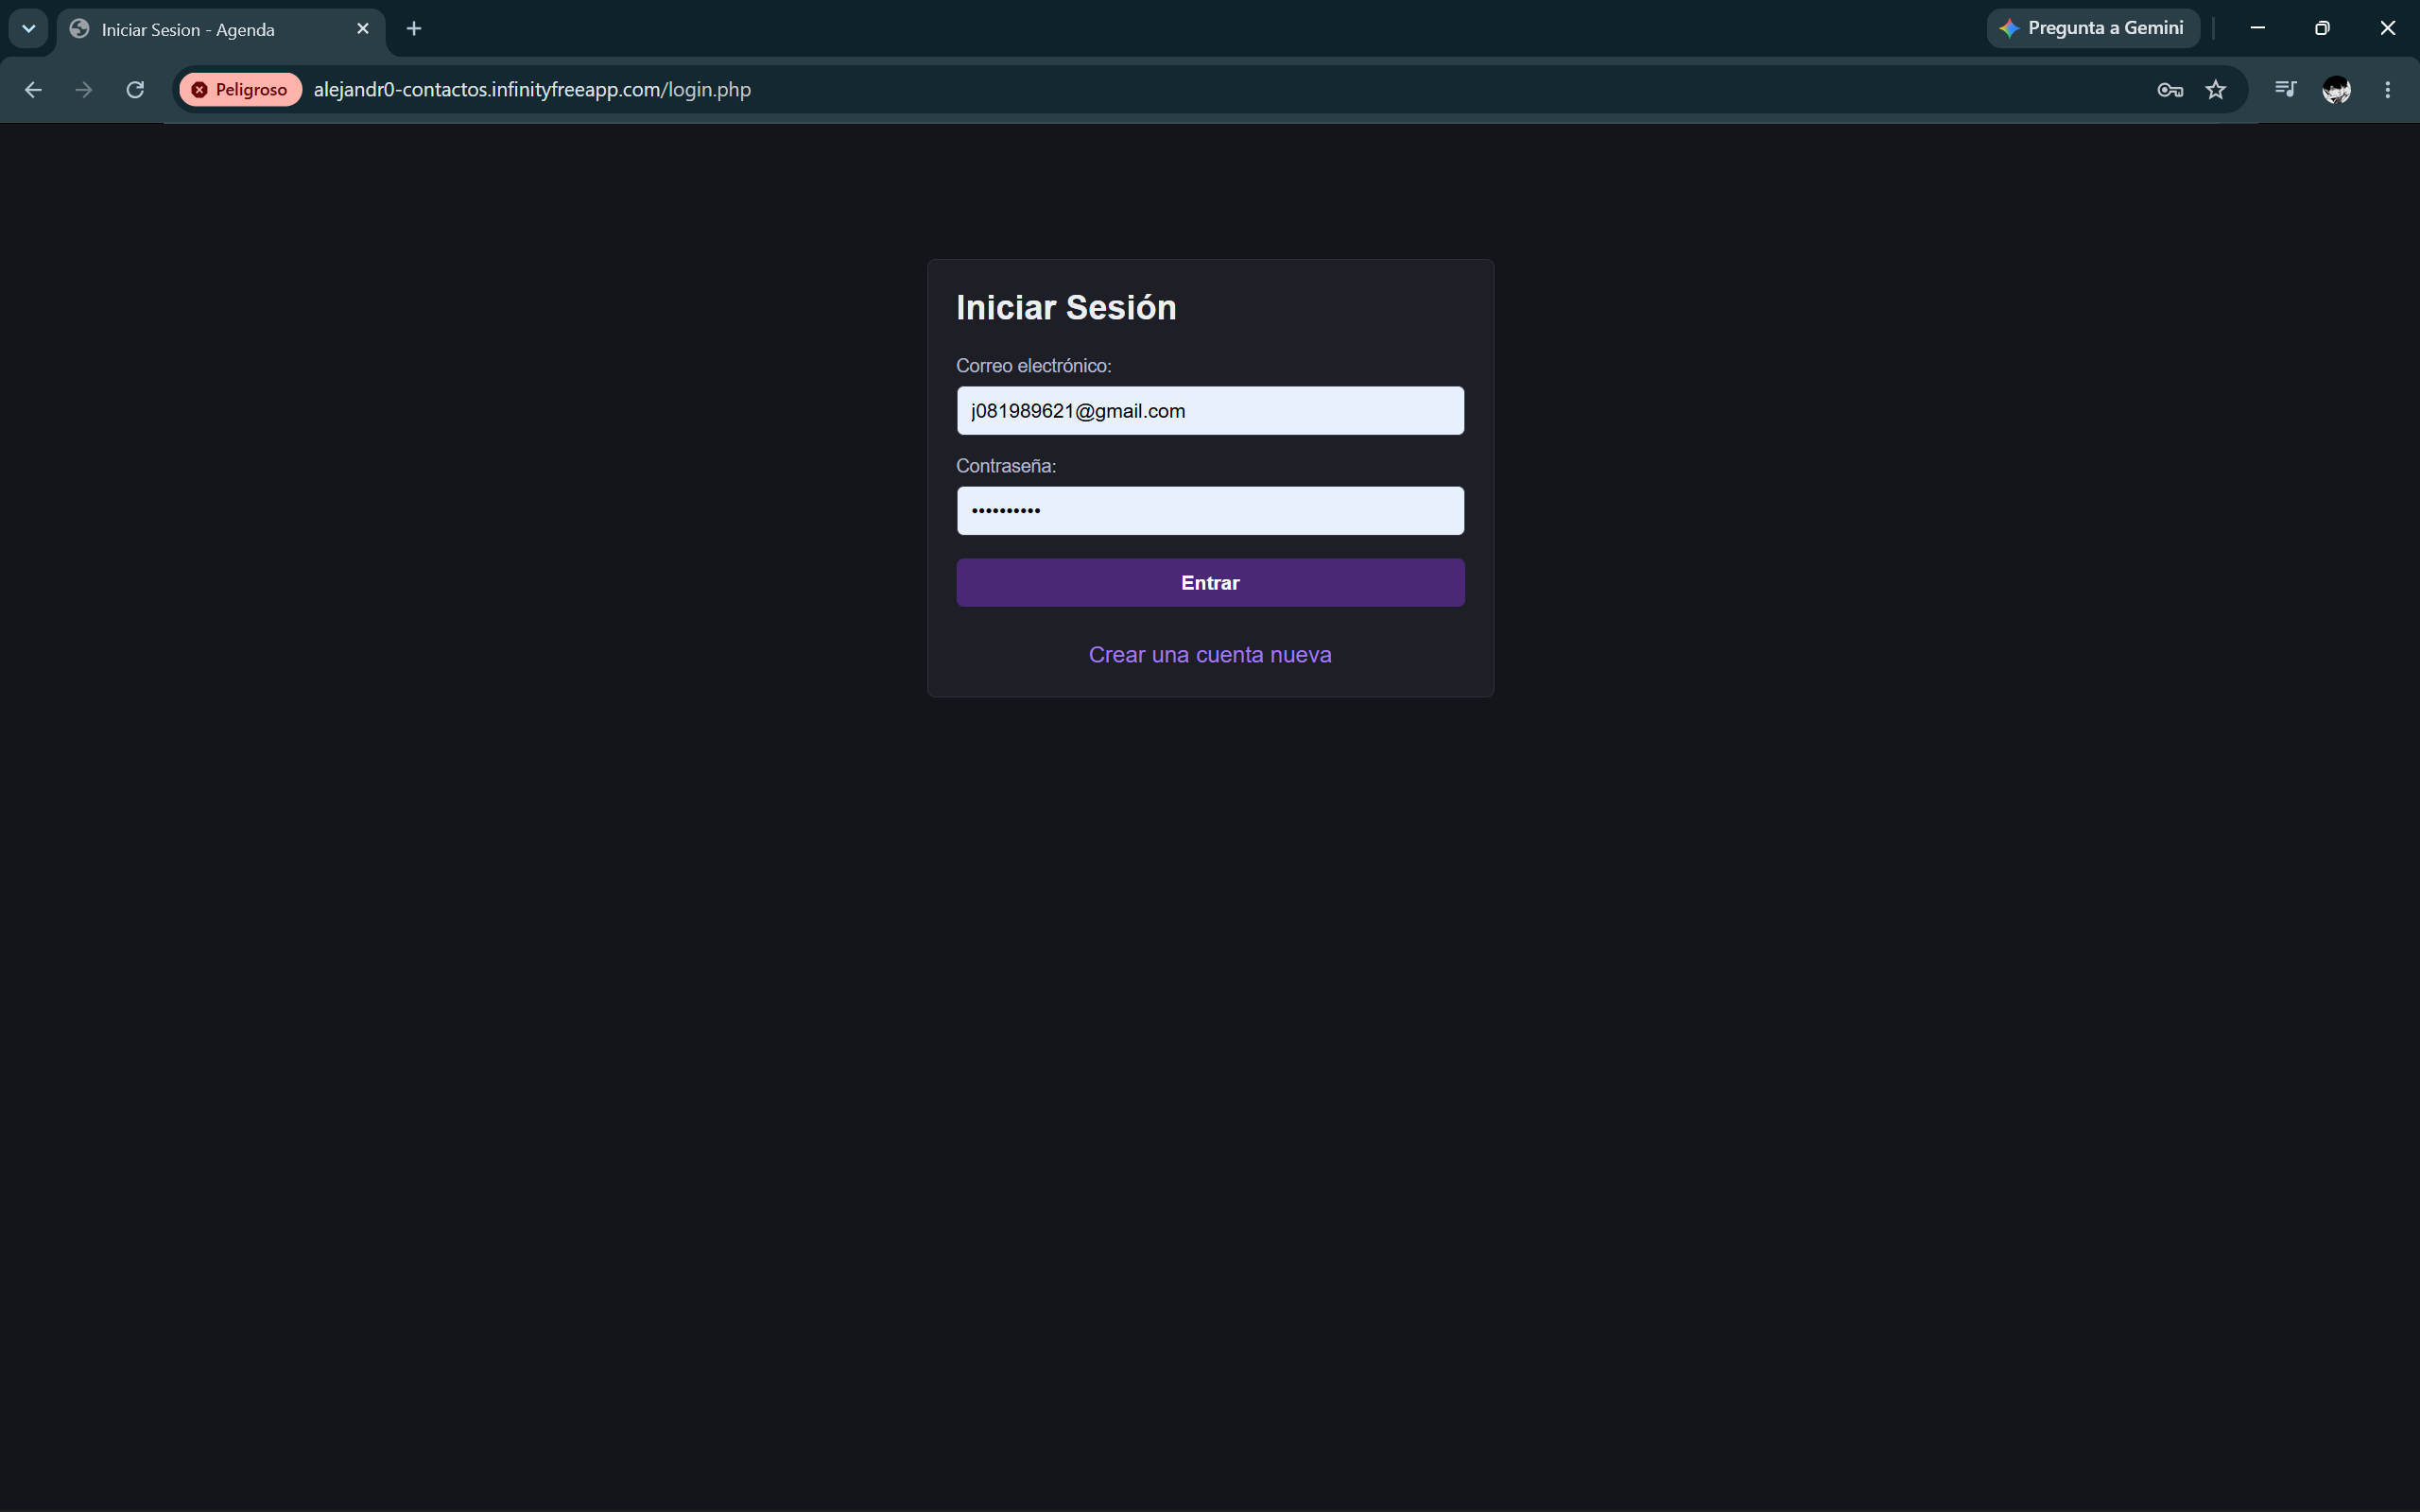 Iniciar Sesion - Agenda
Pregunta a Gemini
Peligroso alejandr0-contactos.infinityfreeapp.com/login.php
Iniciar Sesión
Correo electrónico:
j081989621@gmail.com
Contraseña:
••••••••••
Entrar
Crear una cuenta nueva